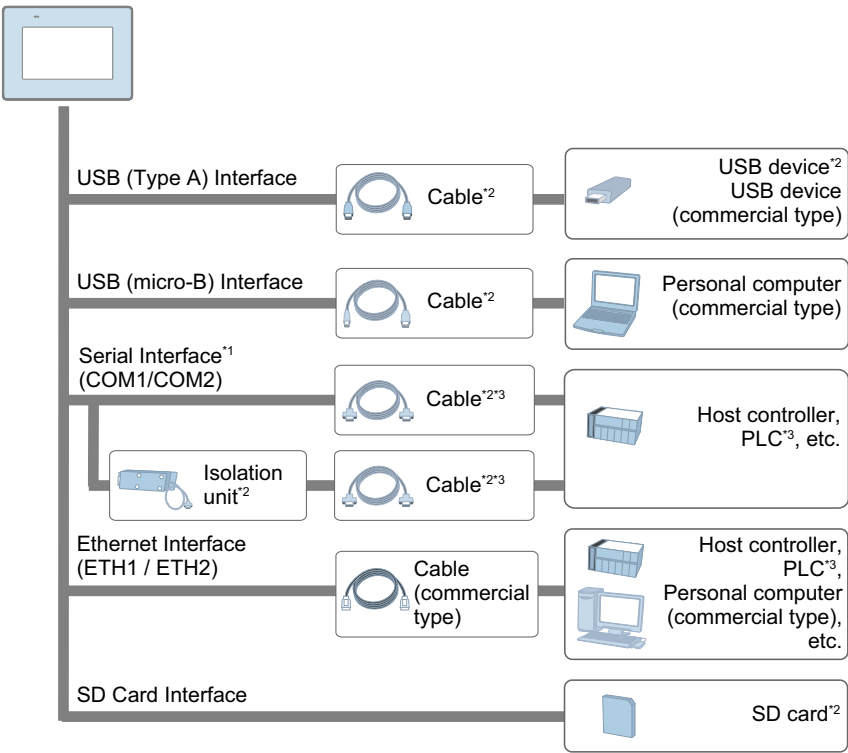 USB (Type A) Interface
Cable*2
USB device*2
USB device
(commercial type)
USB (micro-B) Interface
Cable*2
Personal computer
(commercial type)
Serial Interface*1
(COM1/COM2)
Cable*2*3
Host controller,
PLC*3, etc.
Isolation
unit*2
Cable*2*3
Ethernet Interface
(ETH1 / ETH2)
Cable
(commercial
type)
Host controller,
PLC*3,
Personal computer
(commercial type),
etc.
SD Card Interface
SD card*2